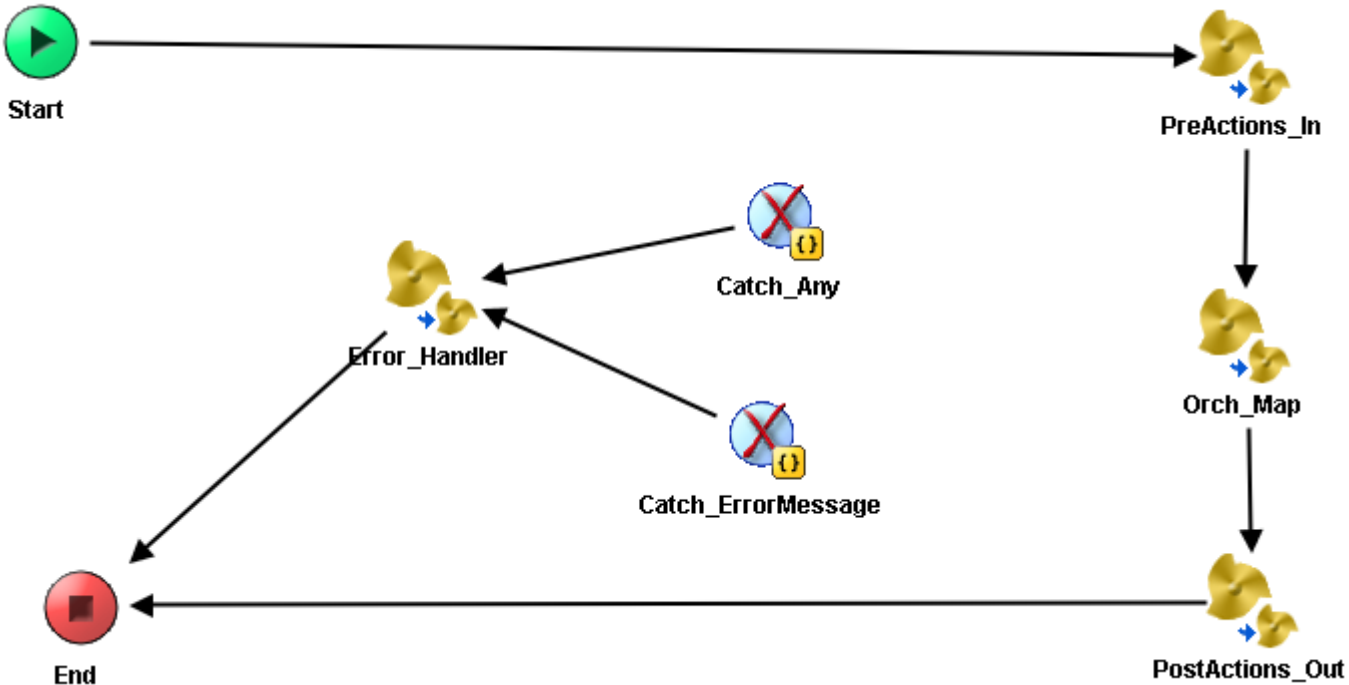 Start
PreActions_In
Catch_Any
Error_Handler
Orch_Map
Catch_ErrorMessage
End
PostActions_Out